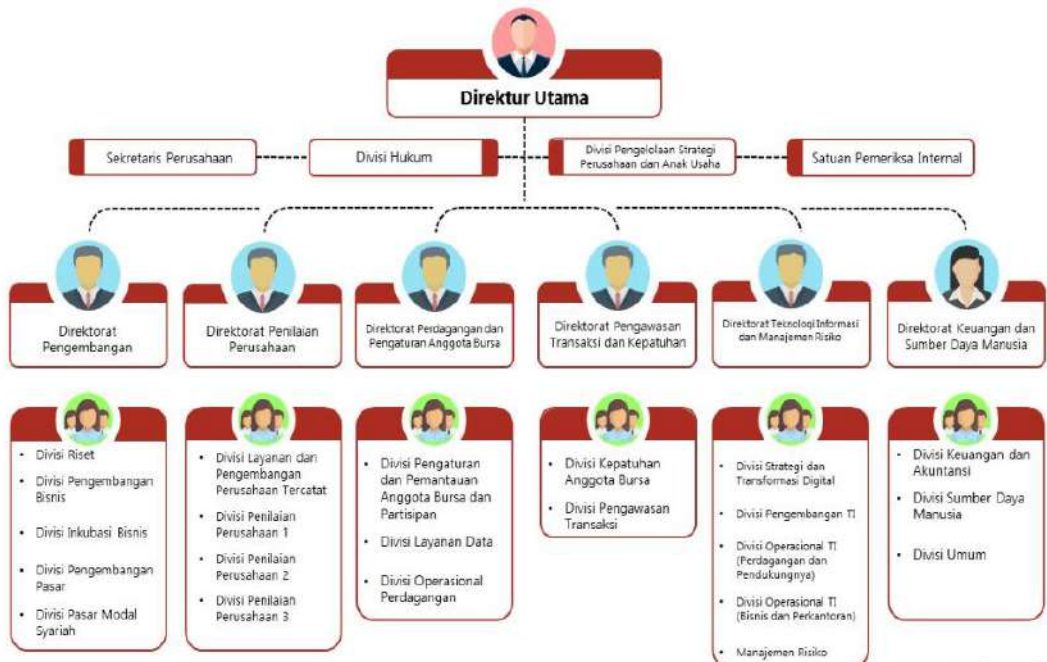 Direktur Utama
Sekretaris Perusahaan
Divisi Hukum
Divisi Pengelolaan Strategi
Perusahaan dan Anak Usaha
Satuan Pemeriksa Internal
Direktorat
Pengembangan
Direktorat Penilaian
Perusahaan
Direktorat Perdagangan dan
Pengaturan Anggota Bursa
Direktorat Pengawasan
Transaksi dan Kepatuhan
Direktorat Teknologi Informasi
dan Manajemen Risiko
Direktorat Keuangan dan
Sumber Daya Manusia
• Divisi Riset
• Divisi Pengembangan
Bisnis
• Divisi Inkubasi Bisnis
• Divisi Pengembangan
Pasar
• Divisi Pasar Modal
Syariah
• Divisi Layanan dan
Pengembangan
Perusahaan Tercatat
• Divisi Penilaian
Perusahaan 1
• Divisi Penilaian
Perusahaan 2
• Divisi Penilaian
Perusahaan 3
• Divisi Pengaturan
dan Pemantauan
Anggota Bursa dan
Partisipan
• Divisi Layanan Data
• Divisi Operasional
Perdagangan
• Divisi Kepatuhan
Anggota Bursa
• Divisi Pengawasan
Transaksi
• Divisi Strategi dan
Transformasi Digital
• Divisi Pengembangan TI
• Divisi Operasional TI
(Perdagangan dan
Pendukungnya)
• Divisi Operasional TI
(Bisnis dan Perkantoran)
• Manajemen Risiko
• Divisi Keuangan dan
Akuntansi
• Divisi Sumber Daya
Manusia
• Divisi Umum